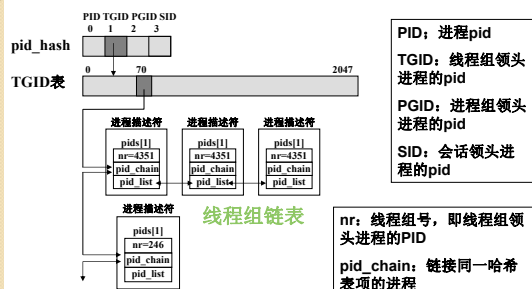 PID TGID PGID SID
0 1 2 3
pid_hash
TGID表
0 70 2047
进程描述符 进程描述符 进程描述符
pids[1] pids[1] pids[1]
nr=4351 nr=4351 nr=4351
pid_chain pid_chain pid_chain
pid_list pid_list pid_list
进程描述符
线程组链表
pids[1]
nr=246
pid_chain
pid_list
PID：进程pid
TGID：线程组领头
进程的pid
PGID：进程组领头
进程的pid
SID：会话领头进
程的pid
nr：线程组号，即线程组领
头进程的PID
pid_chain：链接同一哈希
表项的进程